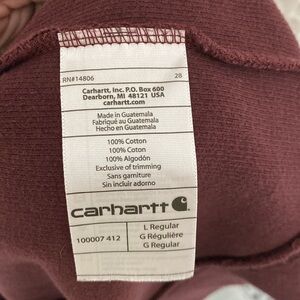 RN#14806 28
Carhartt, Inc. P.O. Box 600
Dearborn, MI 48121 USA
carhartt.com
Made in Guatemala
Fabriqué au Guatemala
Hecho en Guatemala
100% Cotton
100% Cotton
100% Algodón
Exclusive of trimming
Sans garniture
Sin incluir adorno
carhartt
100007 412
L Regular
G Régulière
G Regular